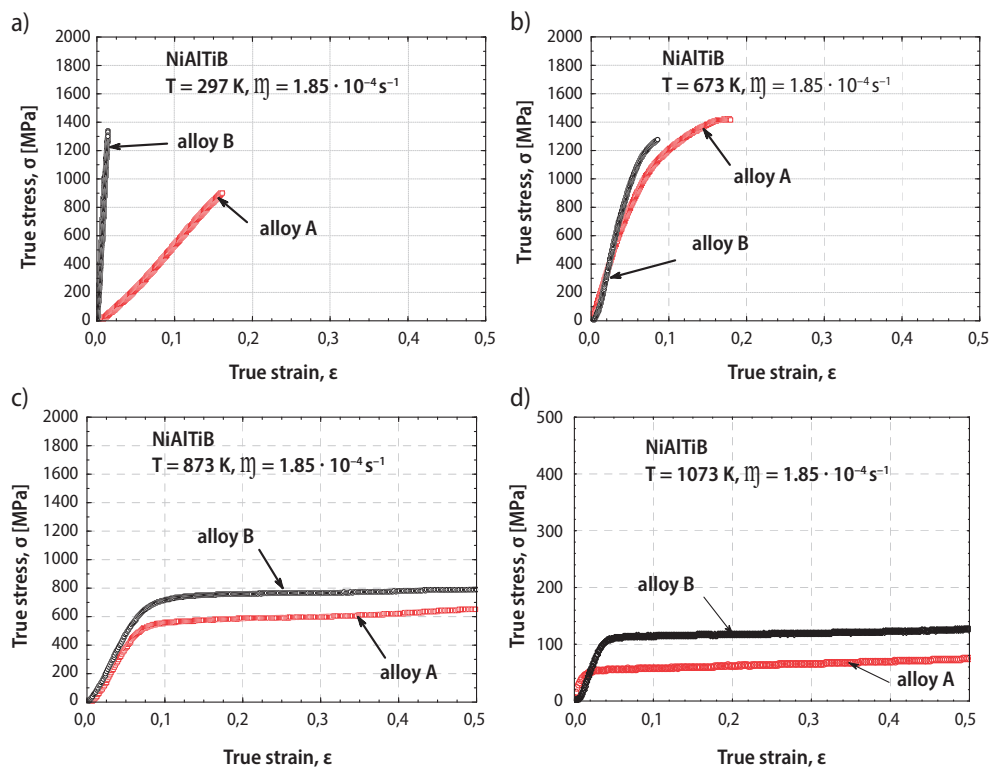 a)
2000
1800
1600
1400
1200
1000
800
600
400
200
0
True stress, σ [MPa]
NiAlTiB
T = 297 K, ῃ = 1.85 · 10⁻⁴ s⁻¹
alloy B
alloy A
0,0 0,1 0,2 0,3 0,4 0,5
True strain, ε
b)
2000
1800
1600
1400
1200
1000
800
600
400
200
0
True stress, σ [MPa]
NiAlTiB
T = 673 K, ῃ = 1.85 · 10⁻⁴ s⁻¹
alloy A
alloy B
0,0 0,1 0,2 0,3 0,4 0,5
True strain, ε
c)
2000
1800
1600
1400
1200
1000
800
600
400
200
0
True stress, σ [MPa]
NiAlTiB
T = 873 K, ῃ = 1.85 · 10⁻⁴ s⁻¹
alloy B
alloy A
0,0 0,1 0,2 0,3 0,4 0,5
True strain, ε
d)
500
400
300
200
100
0
True stress, σ [MPa]
NiAlTiB
T = 1073 K, ῃ = 1.85 · 10⁻⁴ s⁻¹
alloy B
alloy A
0,0 0,1 0,2 0,3 0,4 0,5
True strain, ε